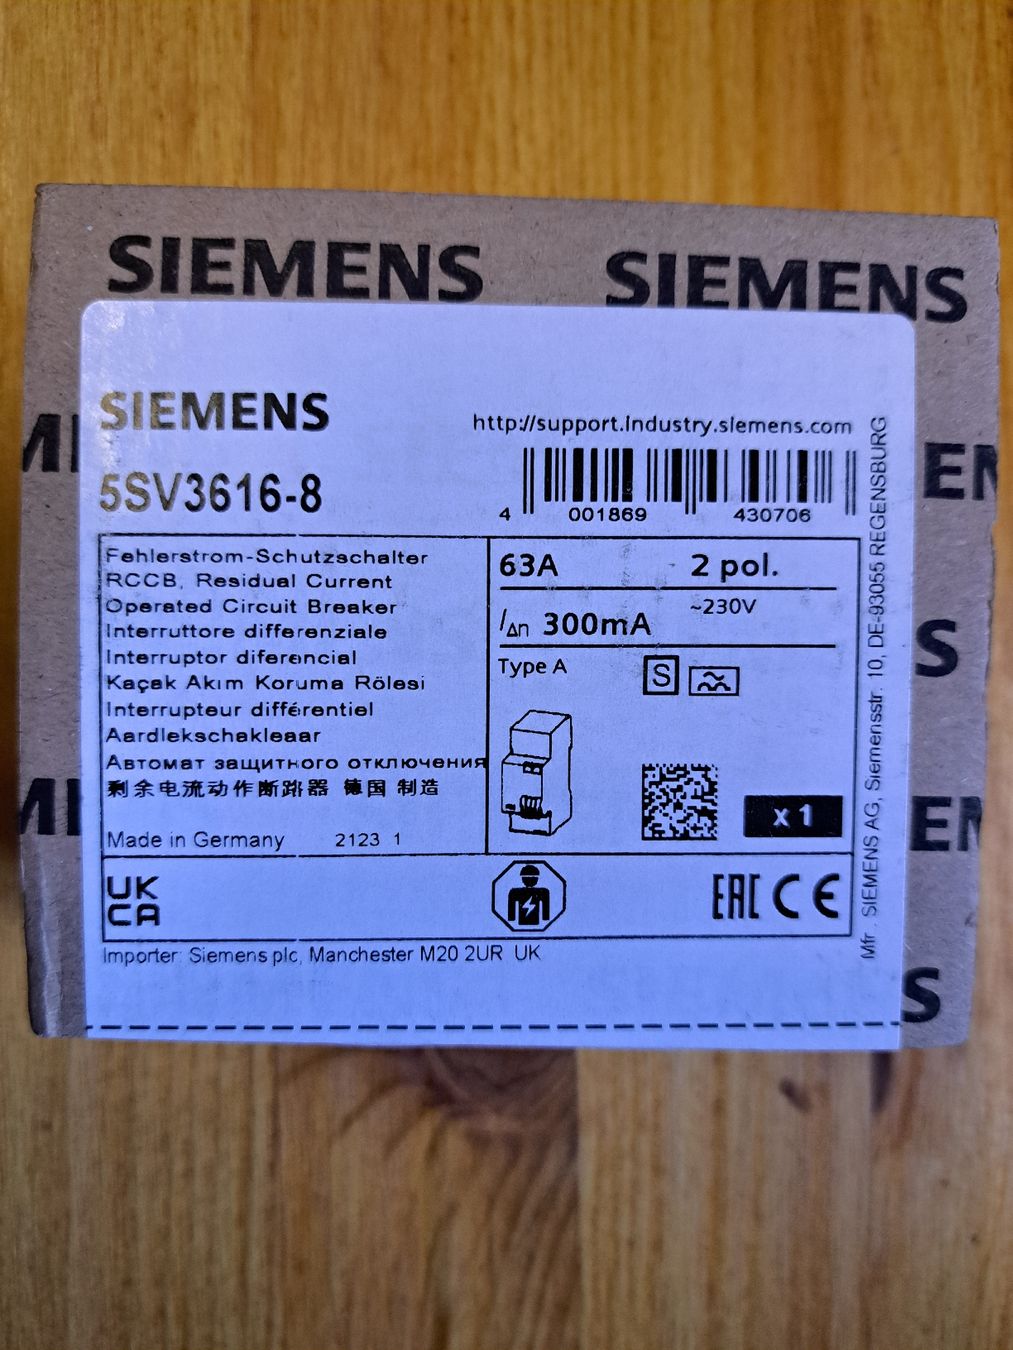 SIEMENS SIEMENS
SIEMENS
http://support.industry.siemens.com
5SV3616-8
4 001869 430706
Fehlerstrom-Schutzschalter
RCCB, Residual Current
Operated Circuit Breaker
Interruttore differenziale
Interruptor diferencial
Kaçak Akım Koruma Rölesi
Interrupteur différentiel
Aardlekschakleaar
Автомат защитного отключения
剩余电流动作断路器 德国 制造
Made in Germany 2123 1
63A 2 pol.
~230V
I∆n 300mA
Type A
S
x 1
UK
CA
EAC CE
Importer: Siemens plc, Manchester M20 2UR UK
Mfr. SIEMENS AG, Siemensstr. 10, DE-93055 REGENSBURG